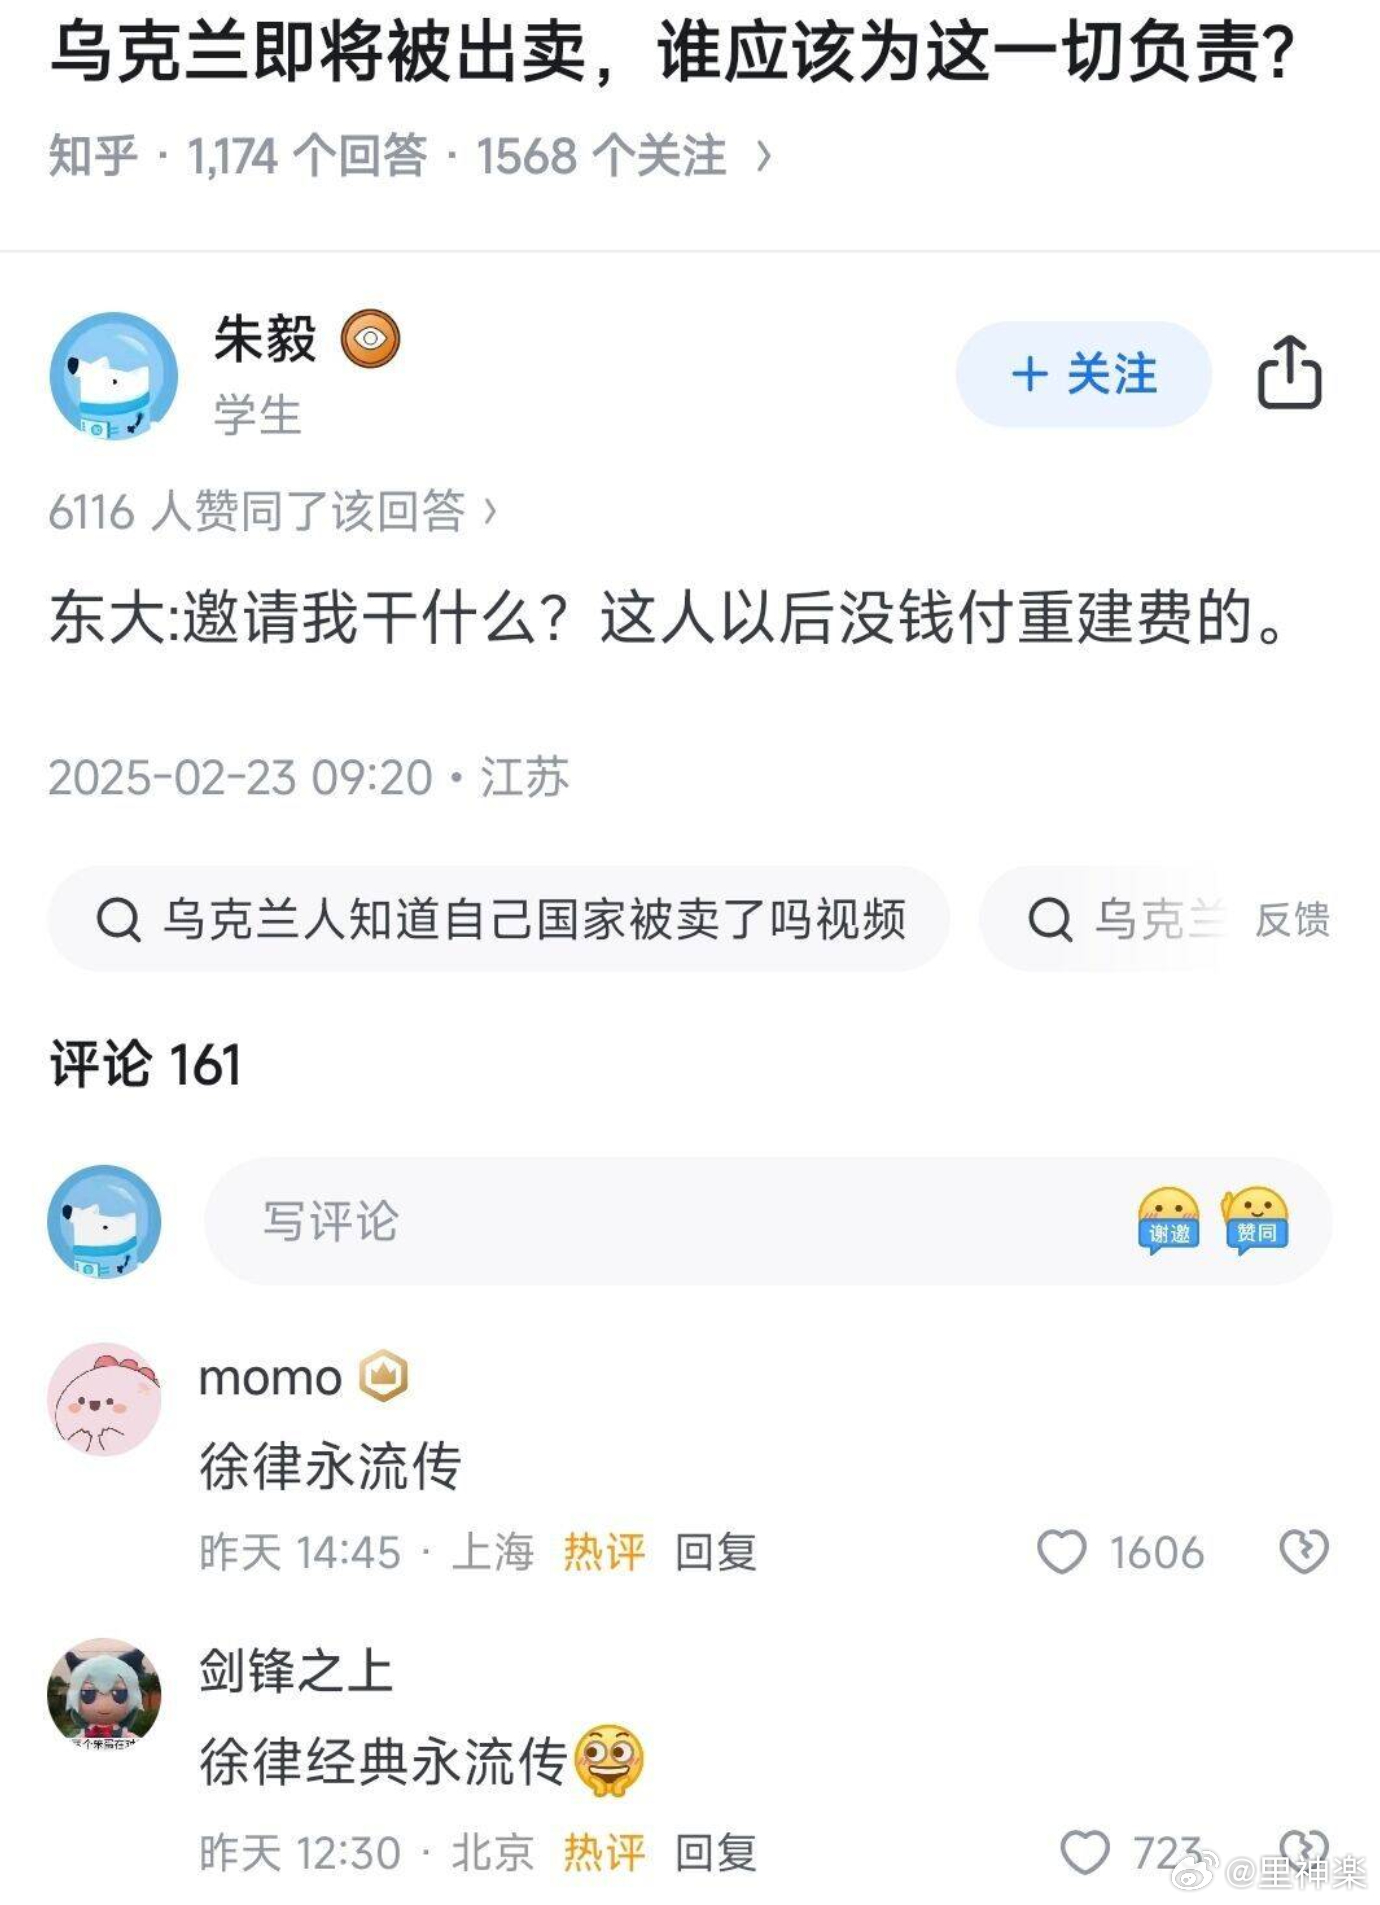 乌克兰即将被出卖，谁应该为这一切负责？
知乎 · 1,174 个回答 · 1568 个关注 >
朱毅
学生
+ 关注
6116 人赞同了该回答 >
东大:邀请我干什么？这人以后没钱付重建费的。
2025-02-23 09:20 · 江苏
乌克兰人知道自己国家被卖了吗视频
乌克兰
反馈
评论 161
写评论
谢邀
赞同
momo
徐律永流传
昨天 14:45 · 上海 热评 回复
1606
剑锋之上
徐律经典永流传
昨天 12:30 · 北京 热评 回复
723
@里神楽